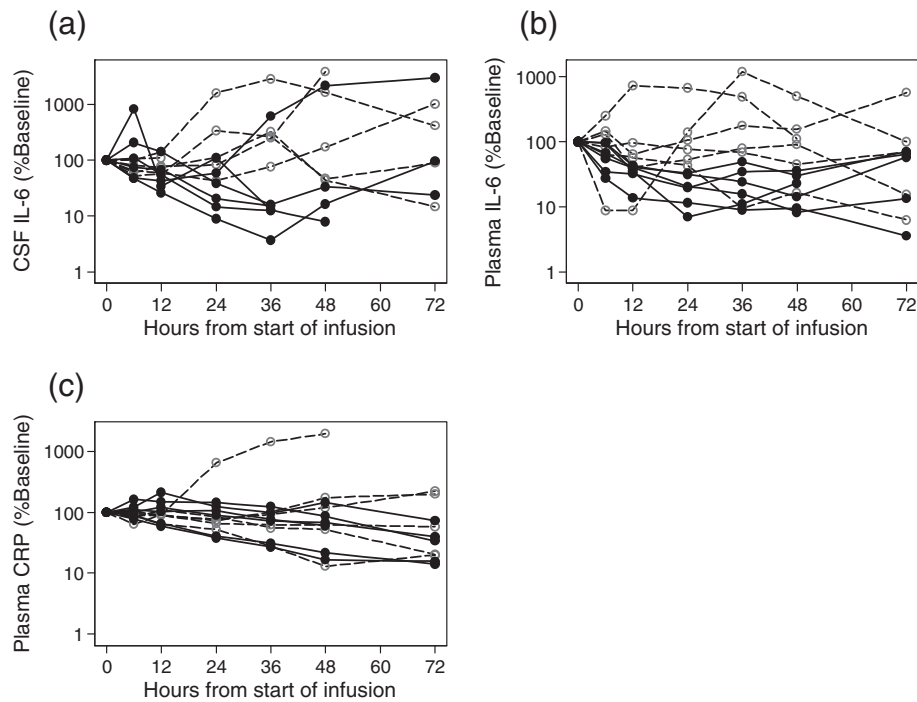 (a)
CSF IL-6 (%Baseline)
1000
100
10
1
0 12 24 36 48 60 72
Hours from start of infusion
(b)
Plasma IL-6 (%Baseline)
1000
100
10
1
0 12 24 36 48 60 72
Hours from start of infusion
(c)
Plasma CRP (%Baseline)
1000
100
10
1
0 12 24 36 48 60 72
Hours from start of infusion